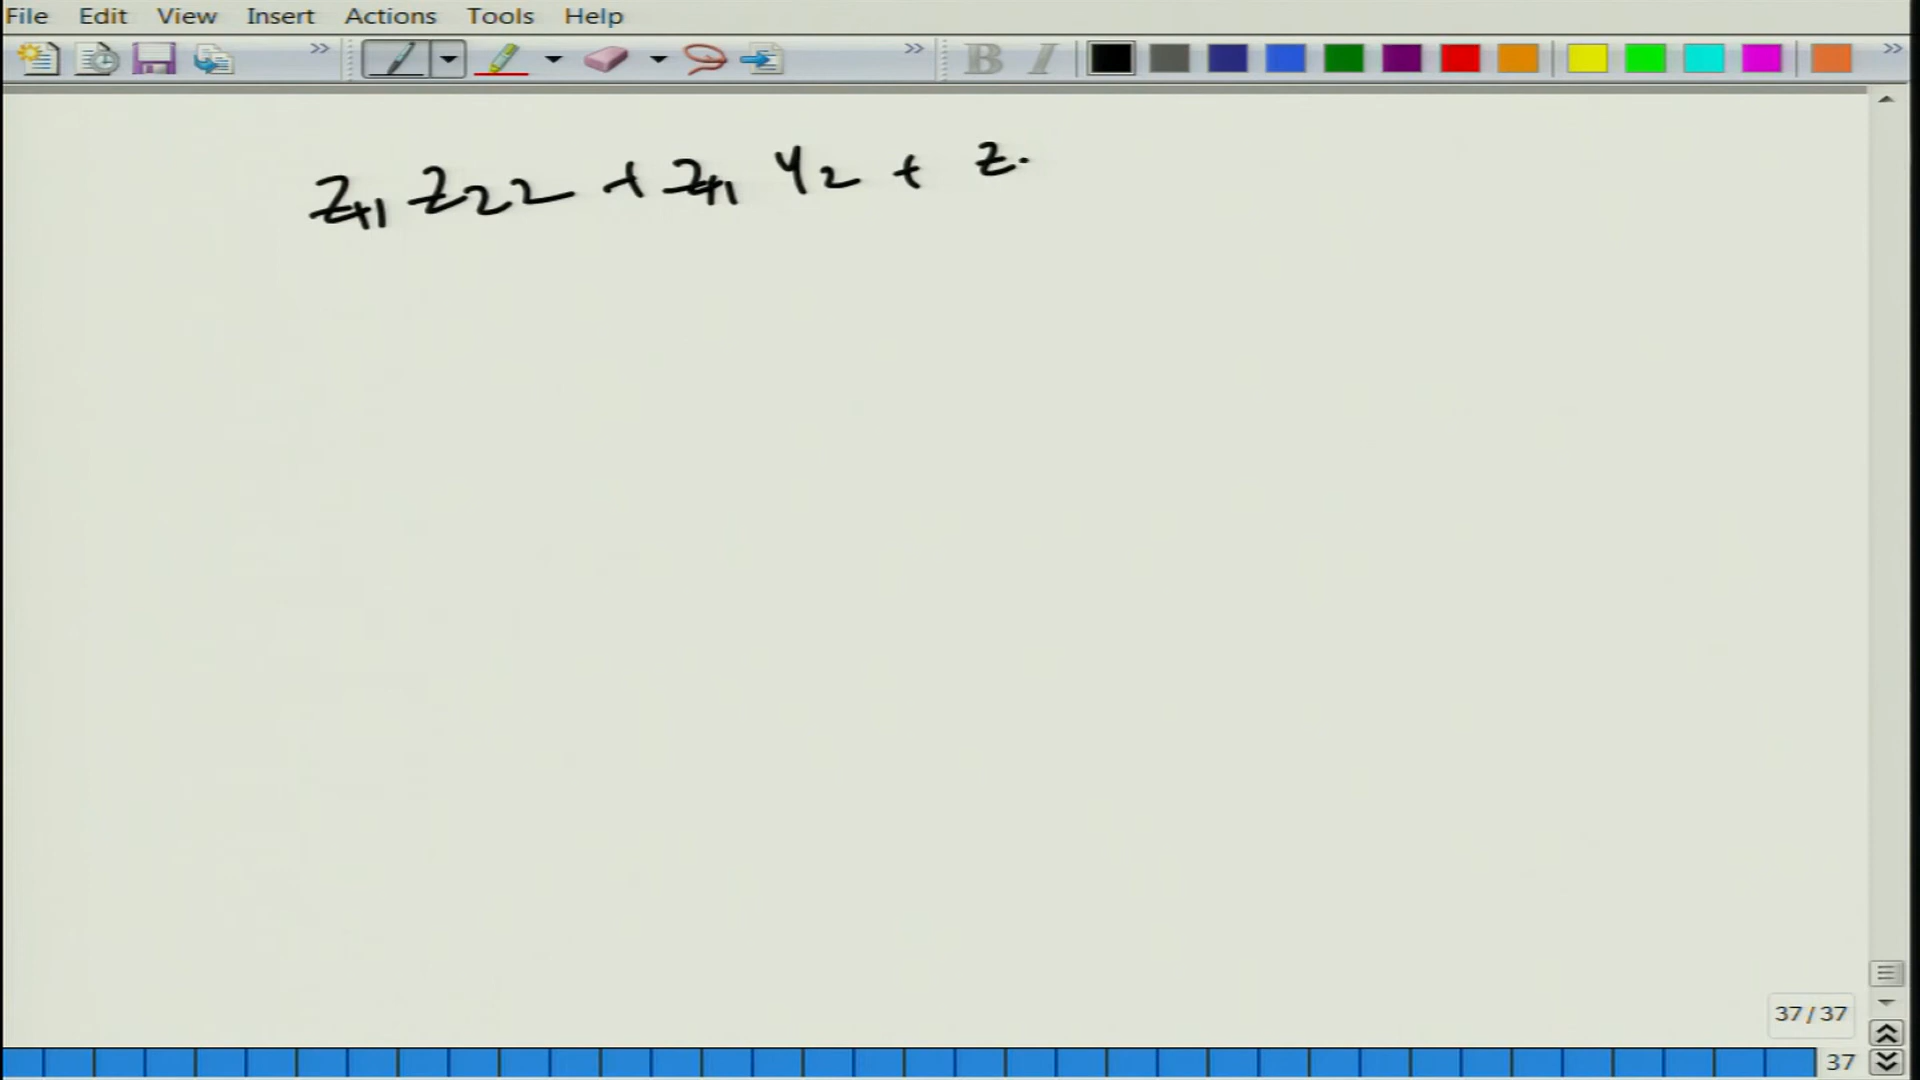 File Edit View Insert Actions Tools Help
B I
Z11 Z22 + Z11 Y2 + Z.
37 / 37
37